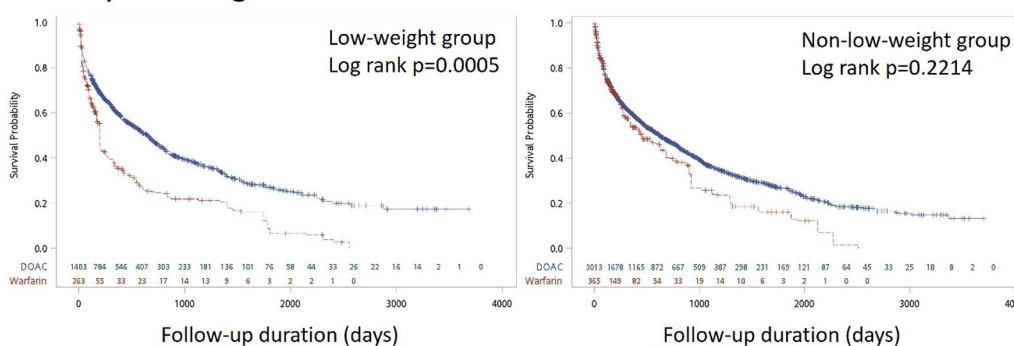 Low-weight group
Log rank p=0.0005
Survival Probability
1.0
0.8
0.6
0.4
0.2
0.0
DOAC 1403 784 546 407 303 233 181 136 101 76 58 44 33 26 22 16 14 2 1 0
Warfarin 263 55 33 23 17 14 13 9 6 3 2 2 1 0
0 1000 2000 3000 4000
Follow-up duration (days)
Non-low-weight group
Log rank p=0.2214
Survival Probability
1.0
0.8
0.6
0.4
0.2
0.0
DOAC 3013 1678 1165 872 667 509 387 298 231 169 121 87 64 45 33 25 18 8 2 0
Warfarin 365 149 82 54 33 19 14 10 6 3 2 1 0 0
0 1000 2000 3000
Follow-up duration (days)